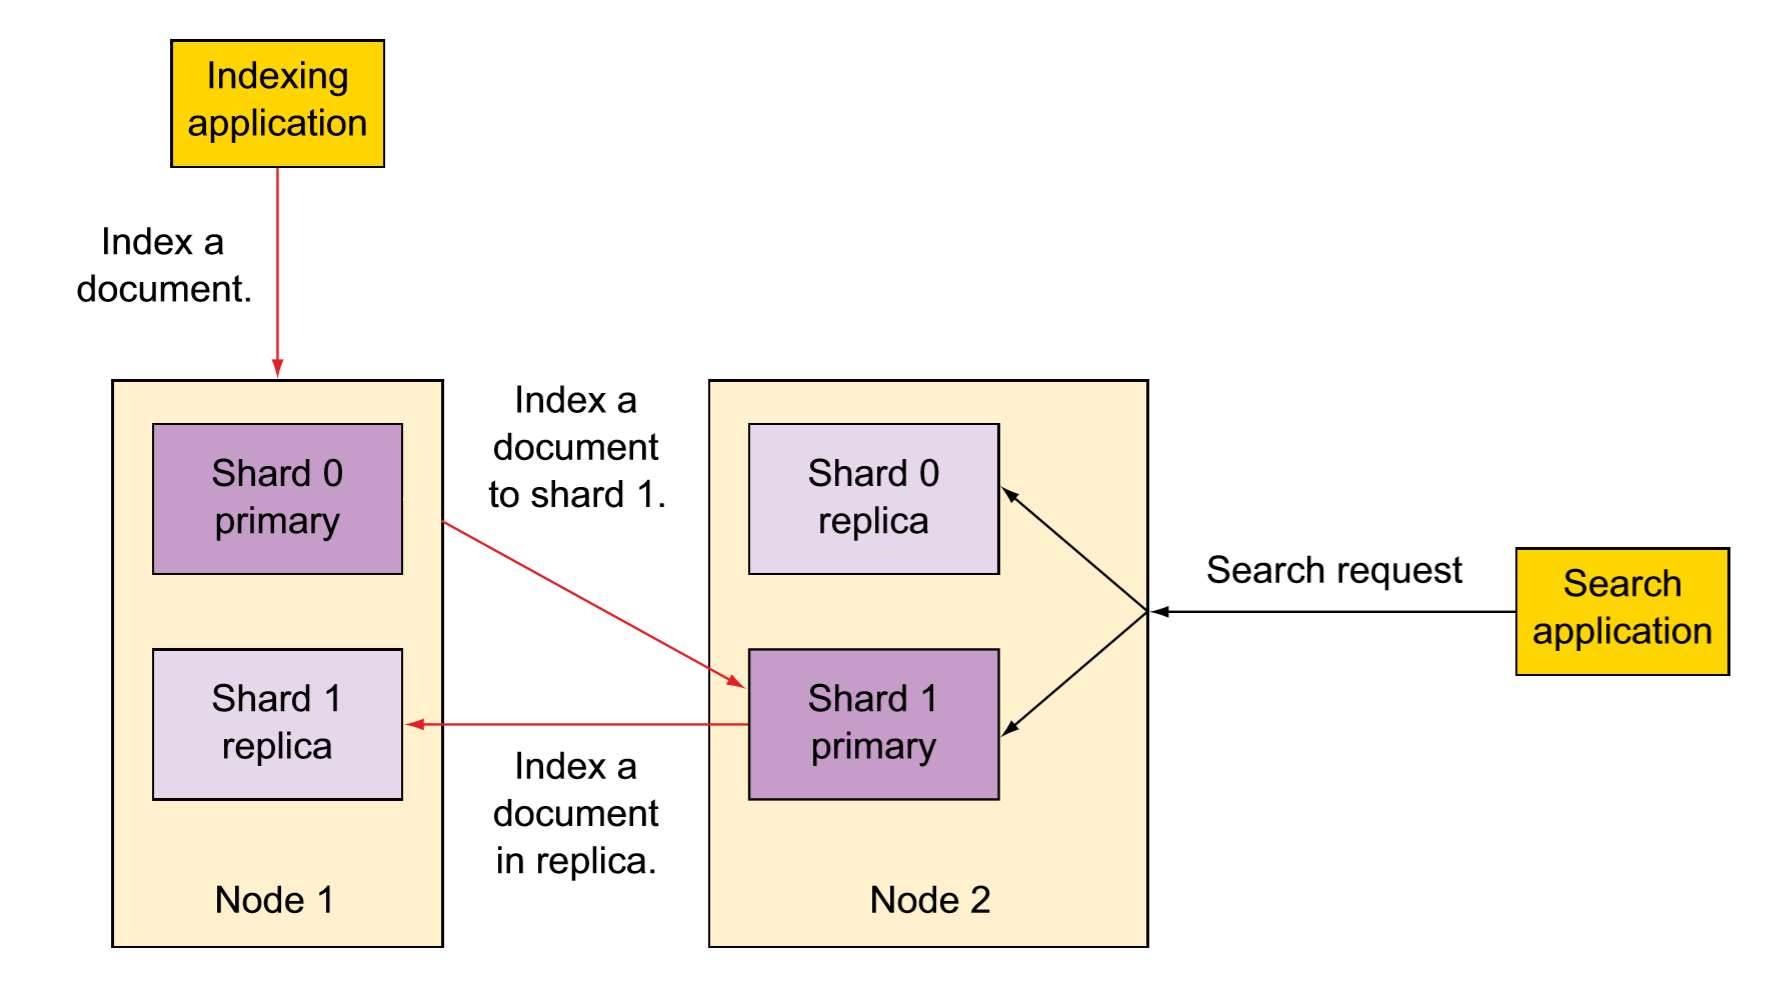 Indexing
application
Index a
document.
Index a
document
to shard 1.
Shard 0
primary
Shard 0
replica
Search request
Search
application
Shard 1
replica
Shard 1
primary
Index a
document
in replica.
Node 1
Node 2